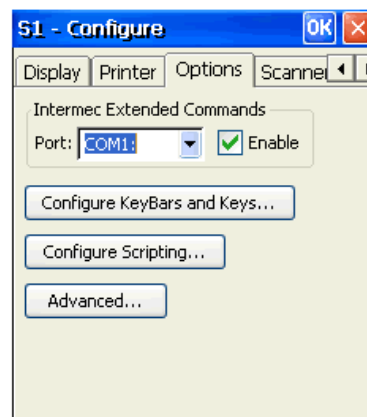 S1 - Configure OK
Display Printer Options Scanner
Intermec Extended Commands
Port: COM1: Enable
Configure KeyBars and Keys...
Configure Scripting...
Advanced...